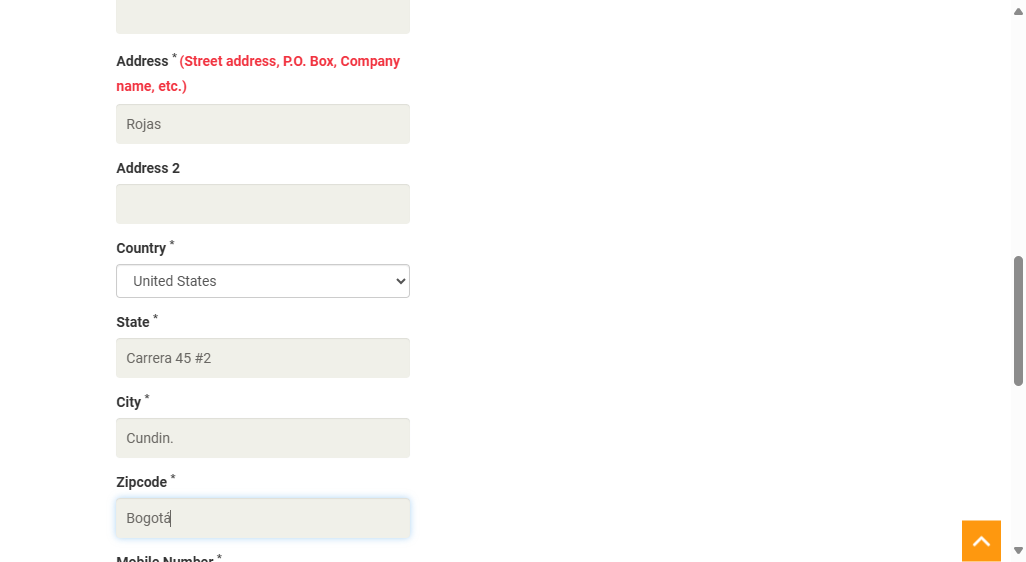 Address * (Street address, P.O. Box, Company
name, etc.)
Rojas
Address 2
Country *
United States
State *
Carrera 45 #2
City *
Cundin.
Zipcode *
Bogotá
Mobile Number *